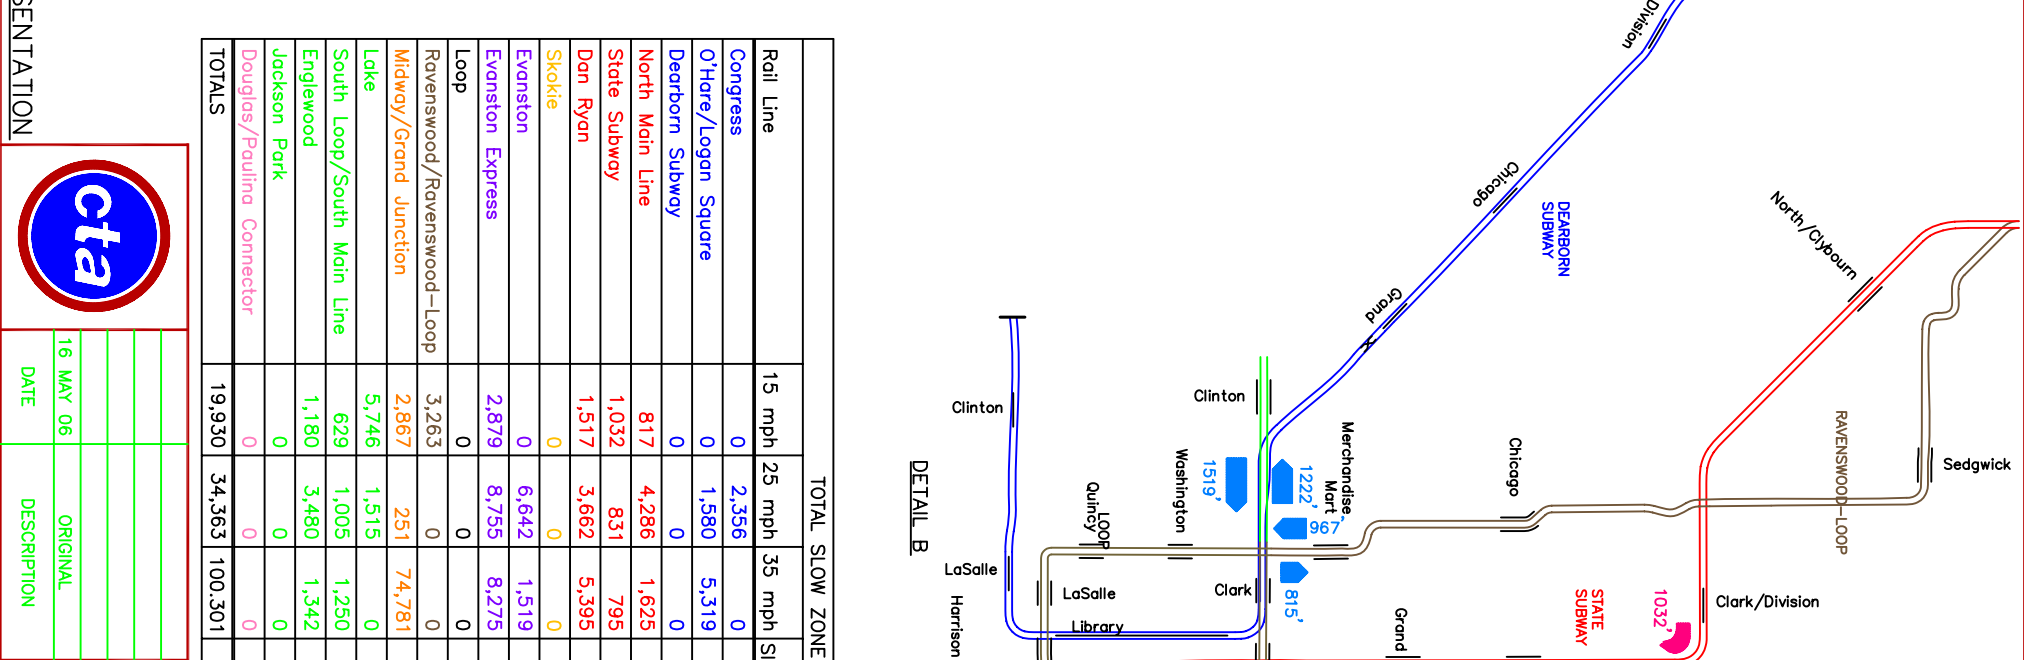 SENTATION
cta
16 MAY 06 ORIGINAL
DATE DESCRIPTION
TOTAL SLOW ZONE
Rail Line 15 mph 25 mph 35 mph
Congress 0 2,356 0
O'Hare/Logan Square 0 1,580 5,319
Dearborn Subway 0 0 0
North Main Line 817 4,286 1,625
State Subway 1,032 831 795
Dan Ryan 1,517 3,662 5,395
Skokie 0 0 0
Evanston 0 6,642 1,519
Evanston Express 2,879 8,755 8,275
Loop 0 0 0
Ravenswood/Ravenswood-Loop 3,263 0 0
Midway/Grand Junction 2,867 251 74,781
Lake 5,746 1,515 0
South Loop/South Main Line 629 1,005 1,250
Englewood 1,180 3,480 1,342
Jackson Park 0 0 0
Douglas/Paulina Connector 0 0 0
TOTALS 19,930 34,363 100.301
DETAIL B
Division
Chicago
DEARBORN
SUBWAY
Grand
North/Clybourn
Clinton
Clinton
Washington
Quincy
LOOP
Merchandise
Mart
1519'
1222'
967'
815'
Chicago
RAVENSWOOD-LOOP
Sedgwick
LaSalle
LaSalle
Harrison
Library
Clark
Grand
STATE
SUBWAY
1032'
Clark/Division